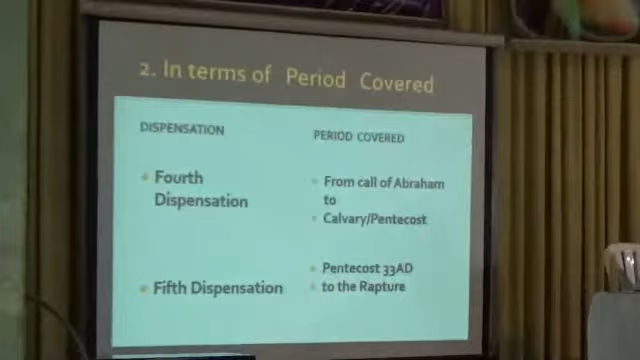 2. In terms of Period Covered
DISPENSATION
PERIOD COVERED
Fourth
Dispensation
From call of Abraham
to
Calvary/Pentecost
Fifth Dispensation
Pentecost 33AD
to the Rapture